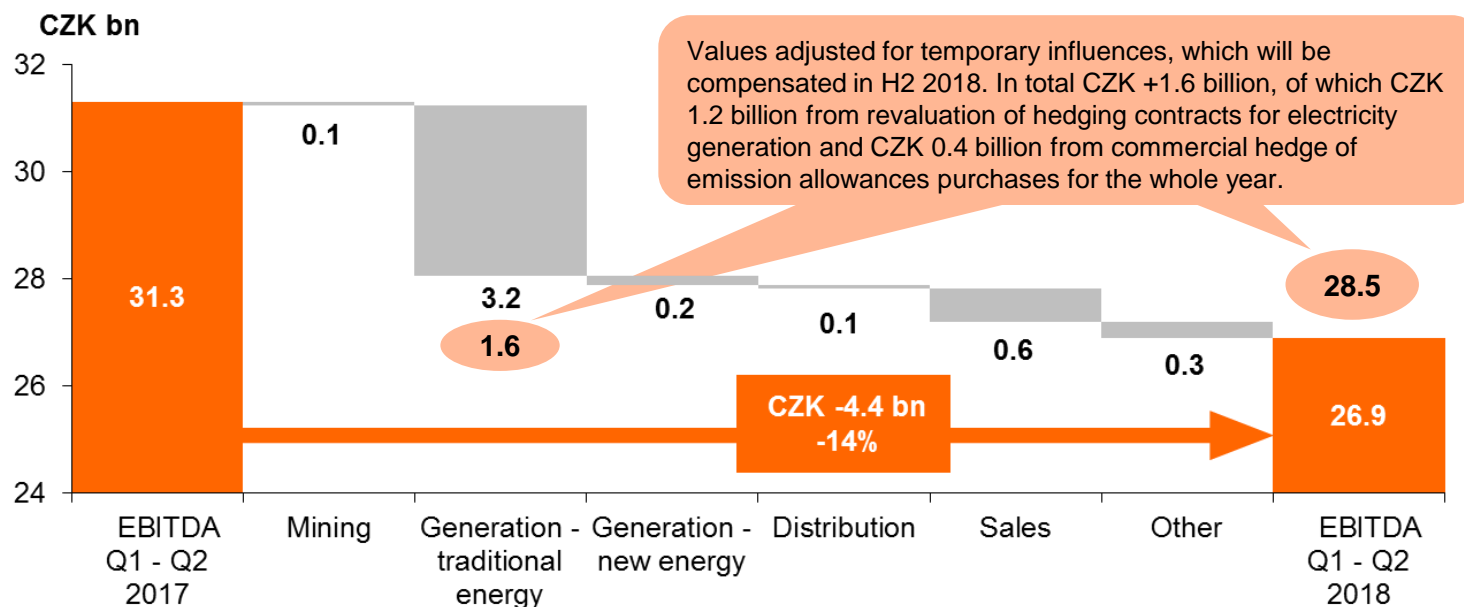 CZK bn
Values adjusted for temporary influences, which will be
compensated in H2 2018. In total CZK +1.6 billion, of which CZK
1.2 billion from revaluation of hedging contracts for electricity
generation and CZK 0.4 billion from commercial hedge of
emission allowances purchases for the whole year.
32
30
28
26
24
31.3
0.1
3.2
1.6
0.2
0.1
0.6
0.3
28.5
26.9
CZK -4.4 bn
-14%
EBITDA
Q1 - Q2
2017
Mining
Generation -
traditional
energy
Generation -
new energy
Distribution
Sales
Other
EBITDA
Q1 - Q2
2018